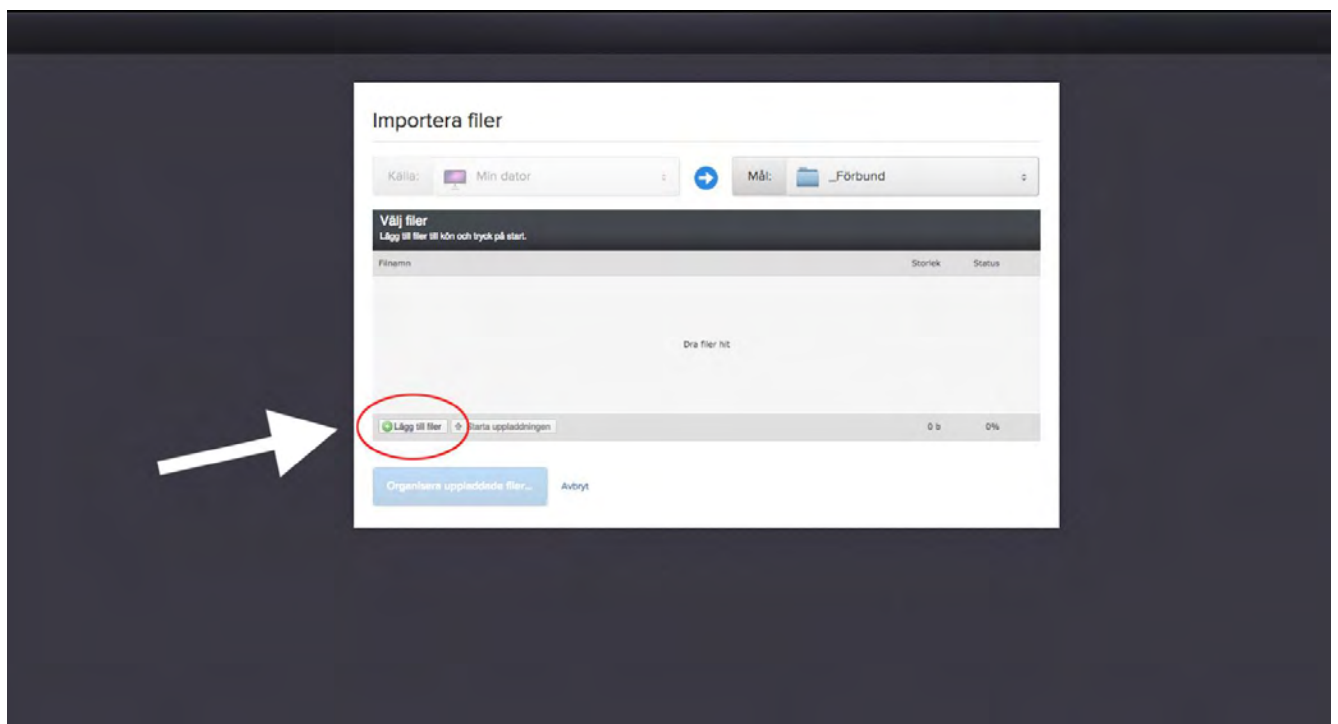 Importera filer
Källa: Min dator
Mål: _Förbund
Välj filer
Lägg till filer till kön och tryck på start.
Filnamn Storlek Status
Dra filer hit
Lägg till filer Starta uppladdningen 0 b 0%
Organisera uppladdade filer... Avbryt